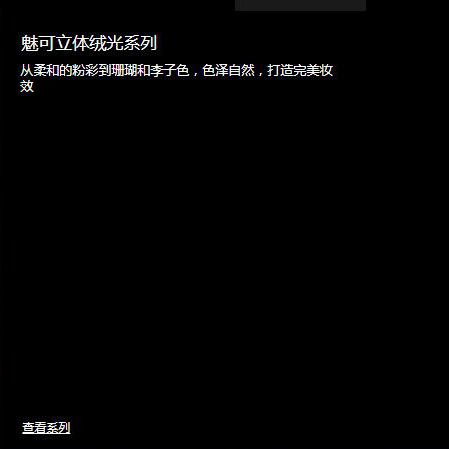 魅可立体绒光系列
从柔和的粉彩到珊瑚和李子色，色泽自然，打造完美妆
效
查看系列